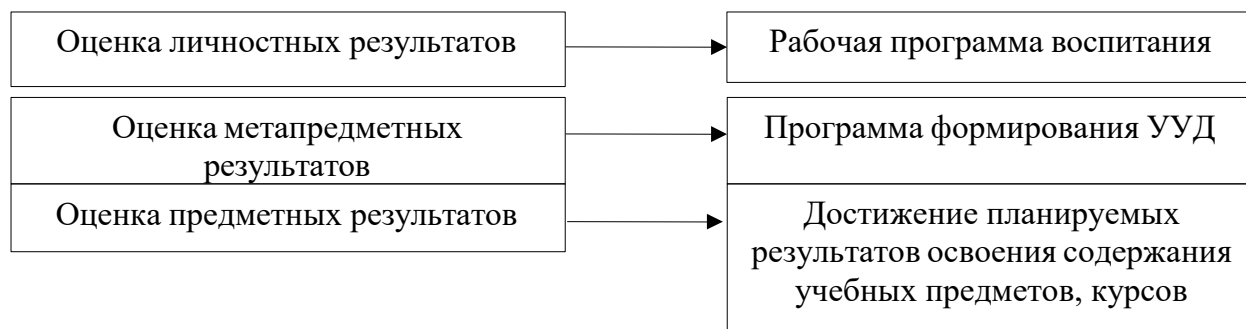 Оценка личностных результатов
Рабочая программа воспитания
Оценка метапредметных
результатов
Программа формирования УУД
Оценка предметных результатов
Достижение планируемых
результатов освоения содержания
учебных предметов, курсов